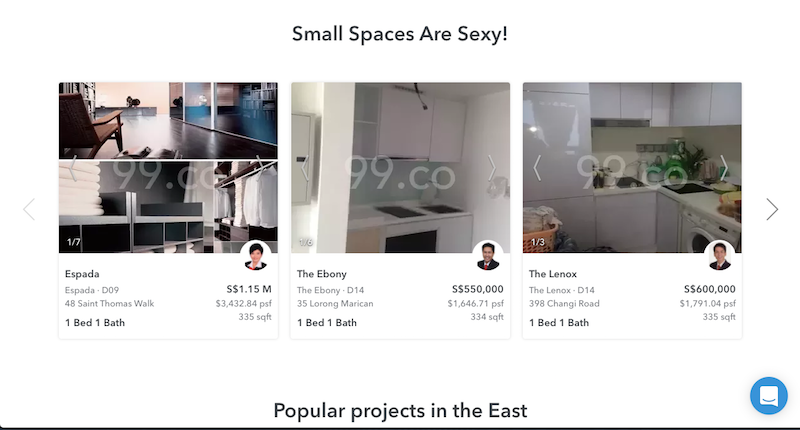 Small Spaces Are Sexy!
99.co
1/7
Espada
Espada · D09
S$1.15 M
48 Saint Thomas Walk
$3,432.84 psf
335 sqft
1 Bed 1 Bath
99.co
1/6
The Ebony
The Ebony · D14
S$550,000
35 Lorong Marican
$1,646.71 psf
334 sqft
1 Bed 1 Bath
99.co
1/3
The Lenox
The Lenox · D14
S$600,000
398 Changi Road
$1,791.04 psf
335 sqft
1 Bed 1 Bath
Popular projects in the East